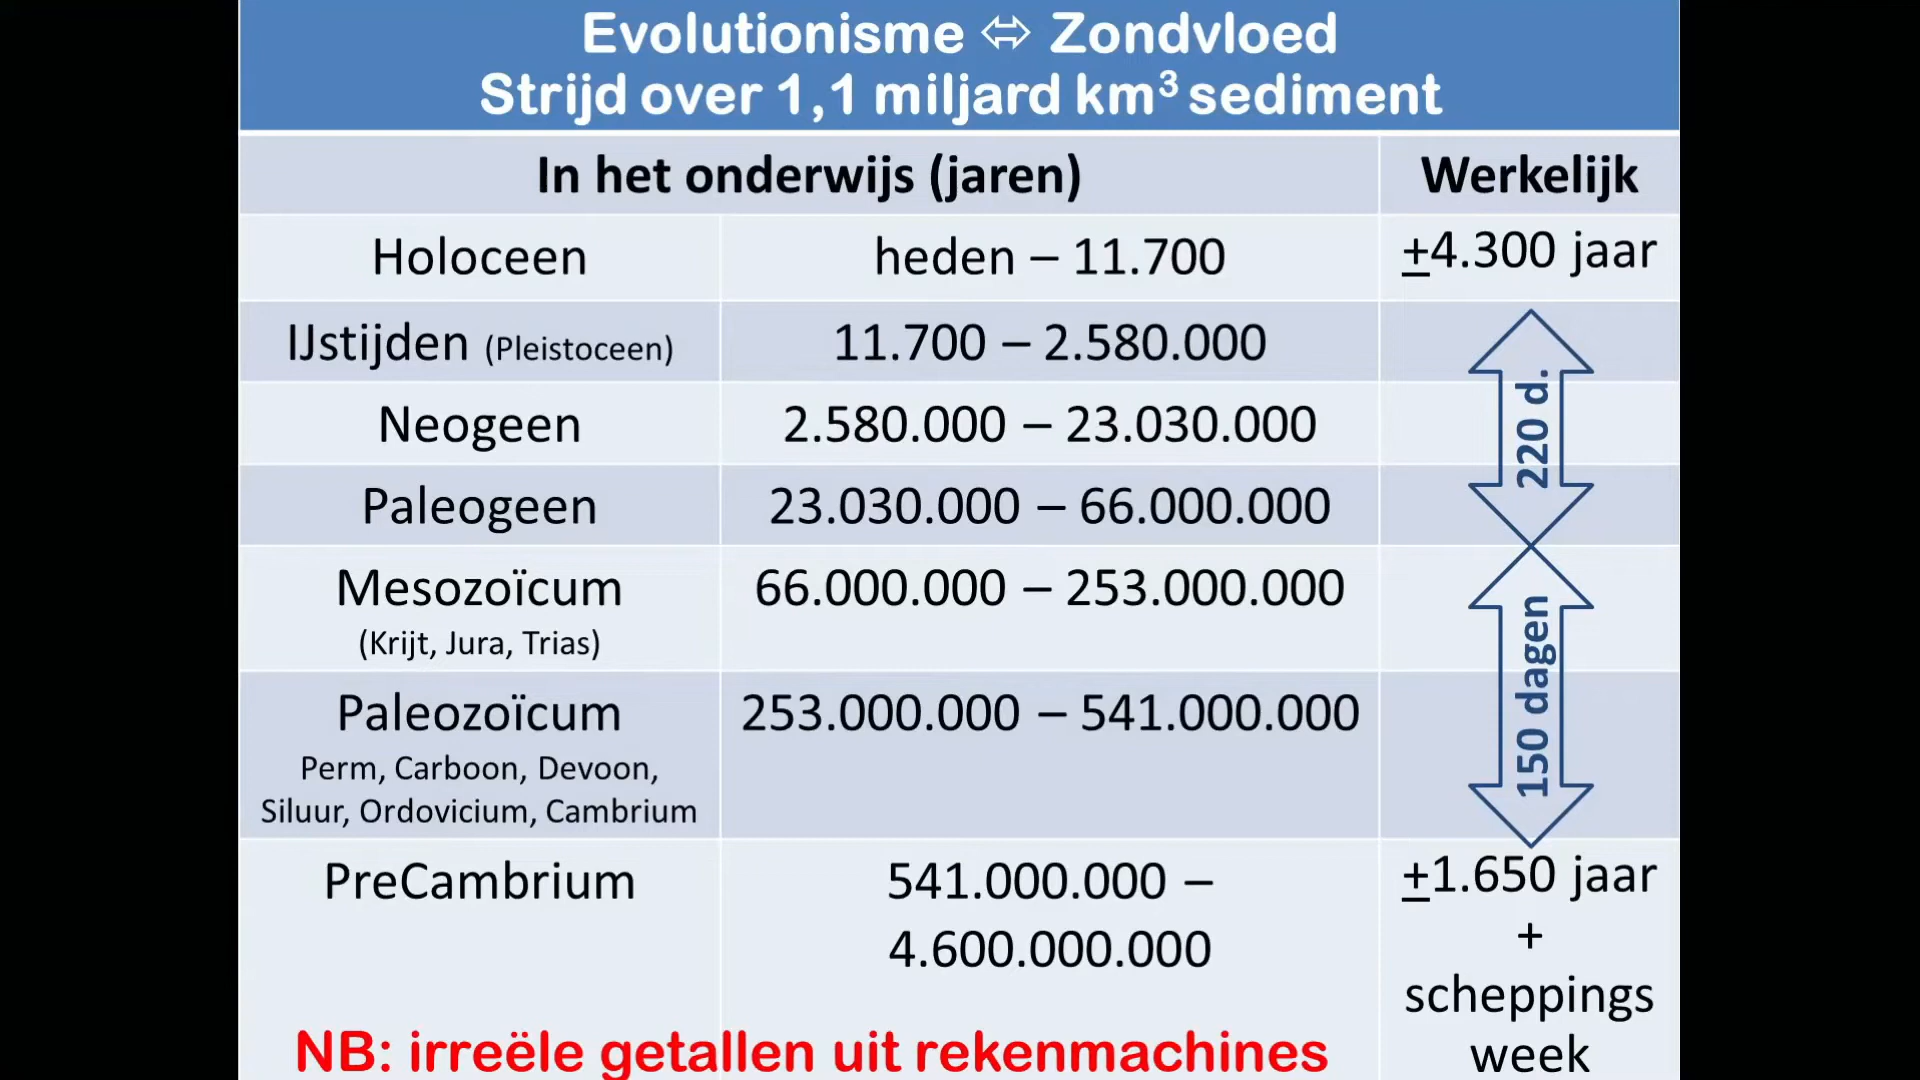 Evolutionisme ⬄ Zondvloed
Strijd over 1,1 miljard km³ sediment
In het onderwijs (jaren) Werkelijk
Holoceen heden – 11.700 ±4.300 jaar
IJstijden (Pleistoceen) 11.700 – 2.580.000
Neogeen 2.580.000 – 23.030.000
220 d.
Paleogeen 23.030.000 – 66.000.000
Mesozoïcum 66.000.000 – 253.000.000
(Krijt, Jura, Trias)
150 dagen
Paleozoïcum 253.000.000 – 541.000.000
Perm, Carboon, Devoon,
Siluur, Ordovicium, Cambrium
PreCambrium 541.000.000 – ±1.650 jaar
4.600.000.000 +
scheppings
week
NB: irreële getallen uit rekenmachines